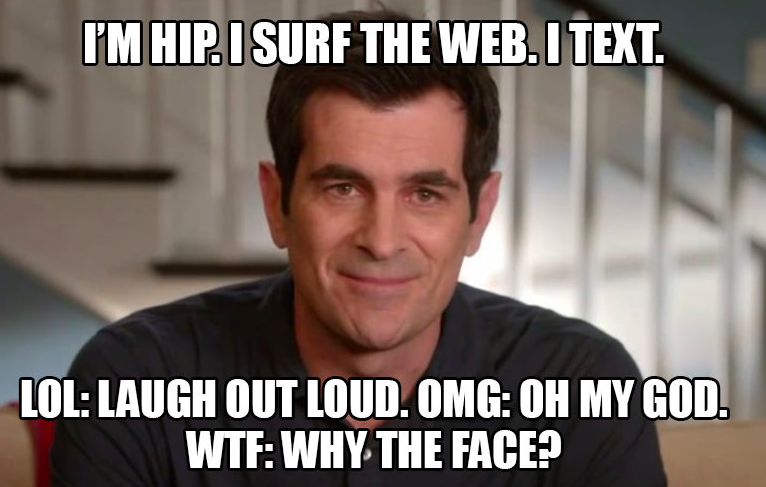 I'M HIP. I SURF THE WEB. I TEXT.
LOL: LAUGH OUT LOUD. OMG: OH MY GOD.
WTF: WHY THE FACE?